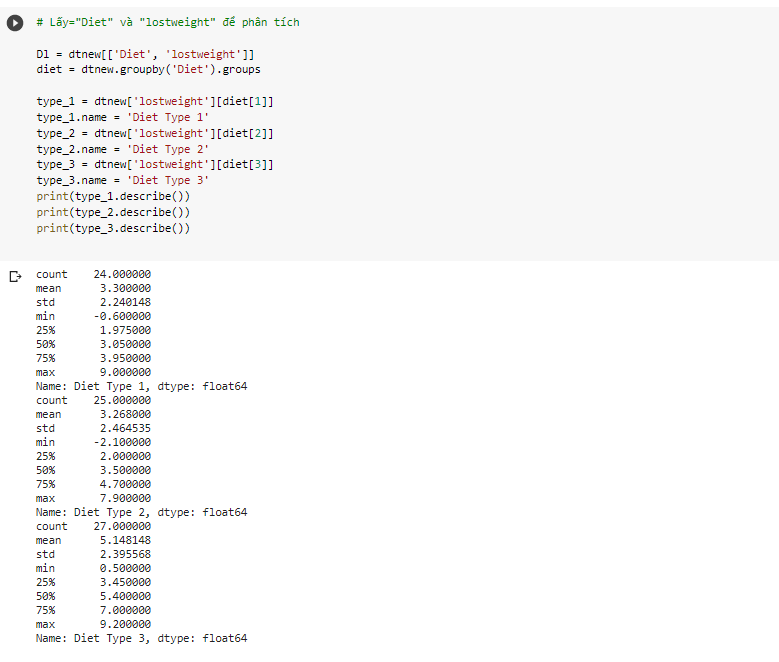 # Lấy="Diet" và "lostweight" để phân tích
Dl = dtnew[['Diet', 'lostweight']]
diet = dtnew.groupby('Diet').groups
type_1 = dtnew['lostweight'][diet[1]]
type_1.name = 'Diet Type 1'
type_2 = dtnew['lostweight'][diet[2]]
type_2.name = 'Diet Type 2'
type_3 = dtnew['lostweight'][diet[3]]
type_3.name = 'Diet Type 3'
print(type_1.describe())
print(type_2.describe())
print(type_3.describe())
count    24.000000
mean      3.300000
std       2.240148
min      -0.600000
25%       1.975000
50%       3.050000
75%       3.950000
max       9.000000
Name: Diet Type 1, dtype: float64
count    25.000000
mean      3.268000
std       2.464535
min      -2.100000
25%       2.000000
50%       3.500000
75%       4.700000
max       7.900000
Name: Diet Type 2, dtype: float64
count    27.000000
mean      5.148148
std       2.395568
min       0.500000
25%       3.450000
50%       5.400000
75%       7.000000
max       9.200000
Name: Diet Type 3, dtype: float64